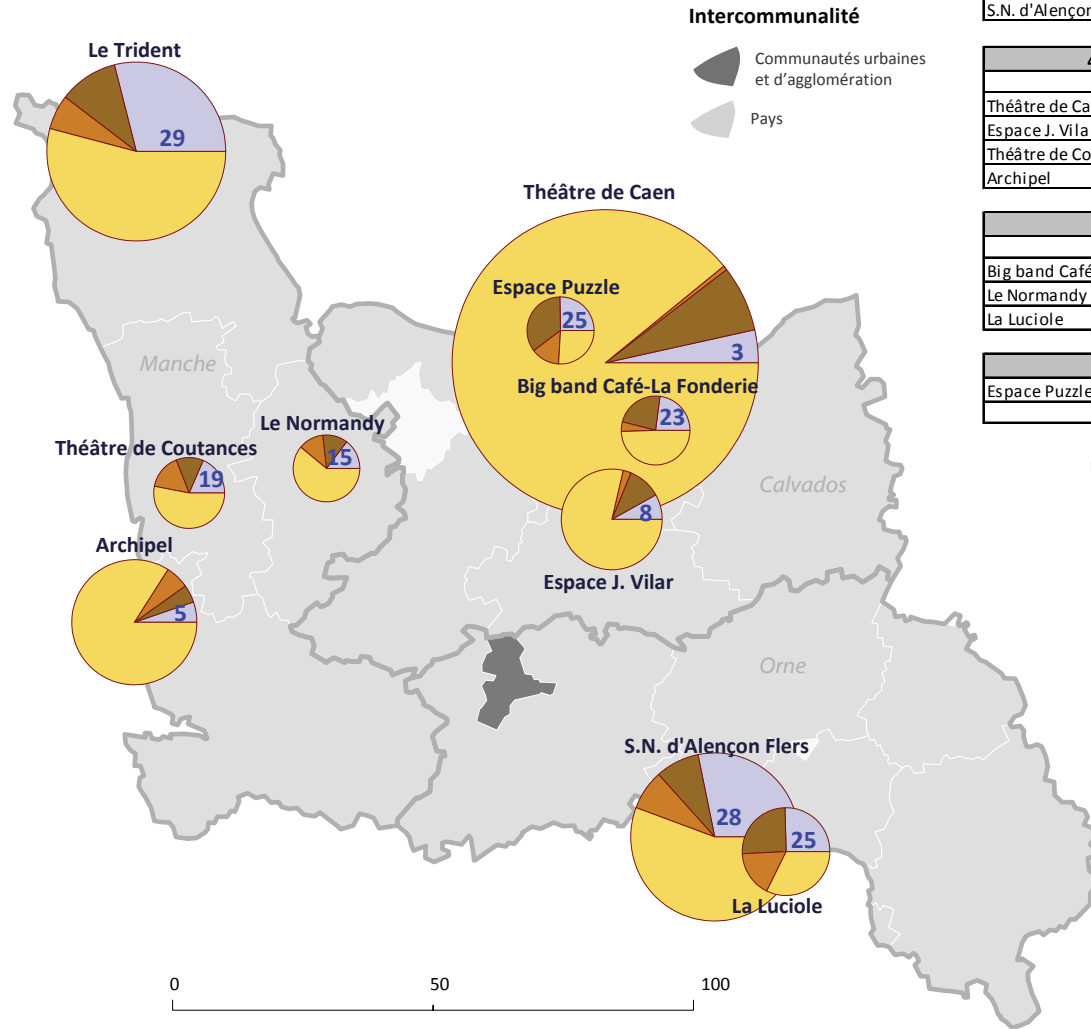 Intercommunalité
Communautés urbaines
et d'agglomération
Pays
Le Trident
29
Théâtre de Caen
3
Espace Puzzle
25
Big band Café-La Fonderie
23
Manche
Le Normandy
15
Théâtre de Coutances
19
Calvados
8
Espace J. Vilar
Archipel
5
Orne
S.N. d'Alençon Flers
28
25
La Luciole
0
50
100
S.N. d'Alençon
Théâtre de Ca
Espace J. Vila
Théâtre de Co
Archipel
Big band Café
Le Normandy
La Luciole
Espace Puzzle